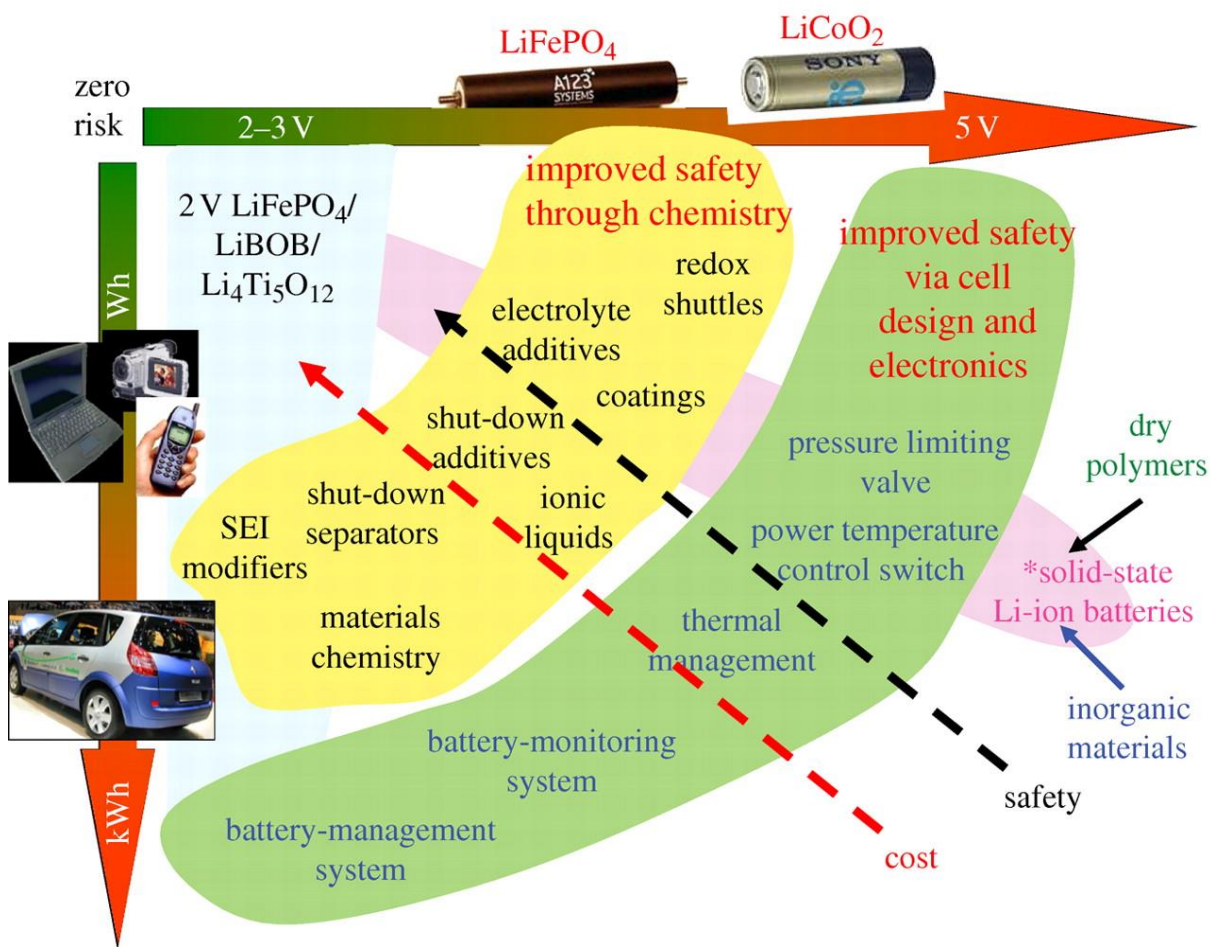 LiFePO₄
LiCoO₂
A123
SYSTEMS
SONY
zero
risk
2–3 V
5 V
improved safety
through chemistry
2 V LiFePO₄/
LiBOB/
Li₄Ti₅O₁₂
improved safety
via cell
design and
electronics
redox
shuttles
Wh
electrolyte
additives
coatings
shut-down
additives
pressure limiting
valve
dry
polymers
shut-down
separators
ionic
liquids
SEI
modifiers
power temperature
control switch
*solid-state
Li-ion batteries
materials
chemistry
thermal
management
inorganic
materials
battery-monitoring
system
safety
kWh
battery-management
system
cost